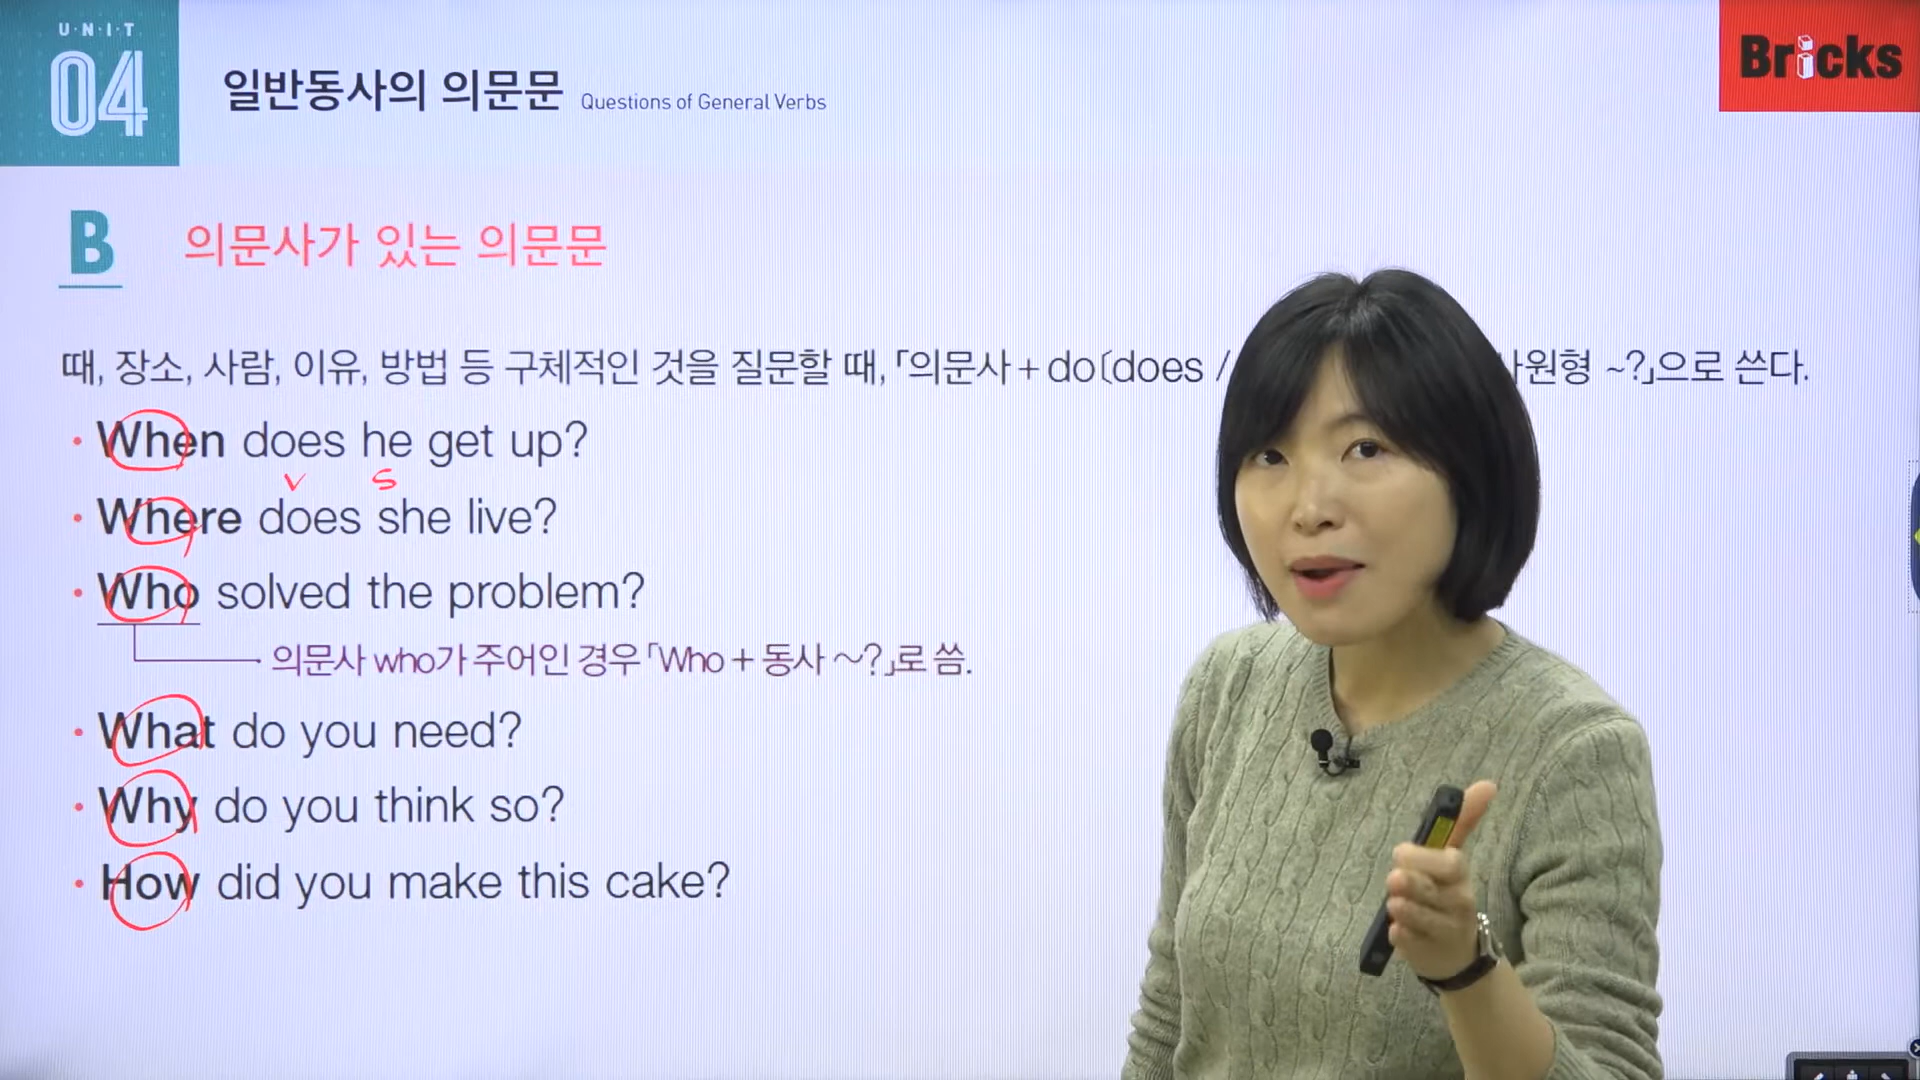 U·N·I·T
04
일반동사의 의문문 Questions of General Verbs
Bricks
B 의문사가 있는 의문문
때, 장소, 사람, 이유, 방법 등 구체적인 것을 질문할 때, 「의문사 + do〔does / 원형 ~?」으로 쓴다.
• When does he get up?
v s
• Where does she live?
• Who solved the problem?
의문사 who가 주어인 경우 「Who + 동사 ~?」로 씀.
• What do you need?
• Why do you think so?
• How did you make this cake?